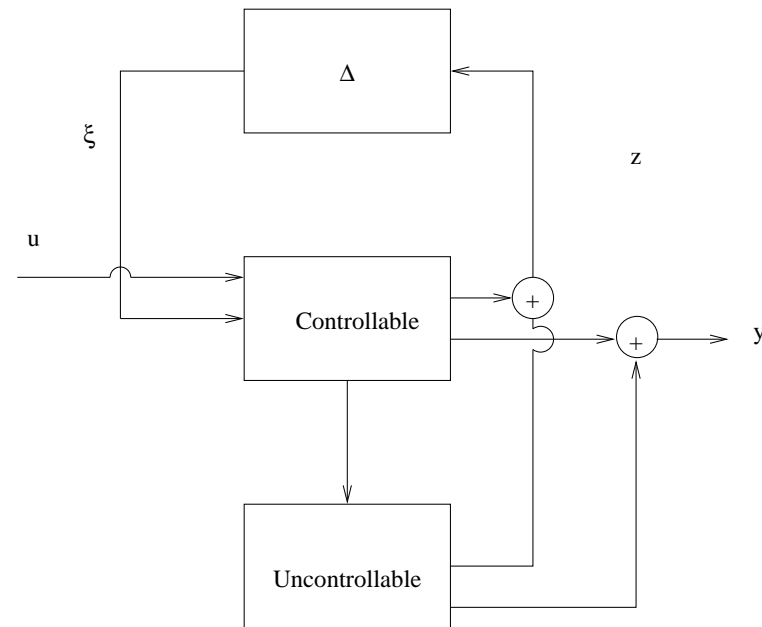 Δ
ξ
z
u
Controllable
+
+
y
Uncontrollable